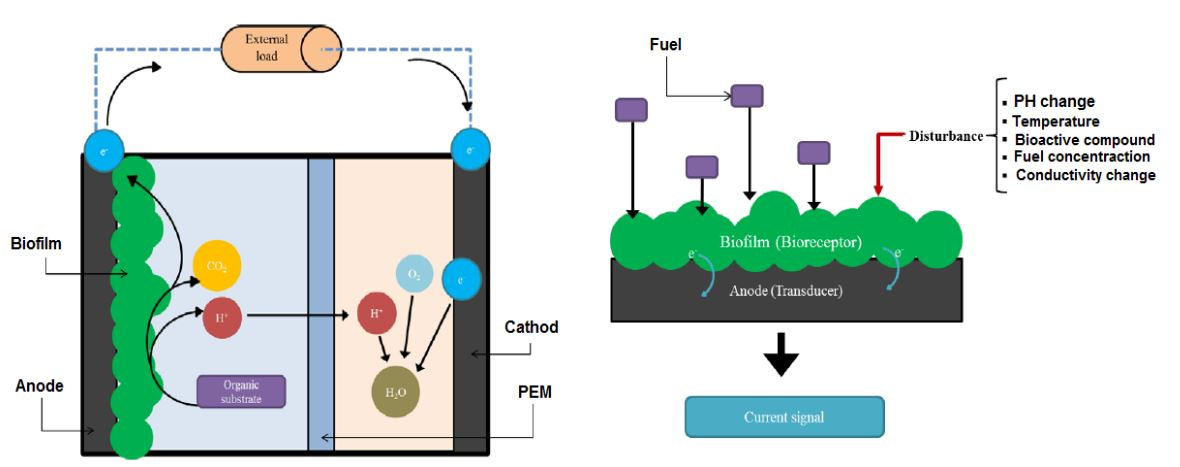 External
load
e-
e-
Biofilm
CO2
O2
e-
H+
H+
Cathod
Anode
Organic
substrate
H2O
PEM
Fuel
Disturbance
▪ PH change
▪ Temperature
▪ Bioactive compound
▪ Fuel concentraction
▪ Conductivity change
Biofilm (Bioreceptor)
e-
e-
Anode (Transducer)
Current signal